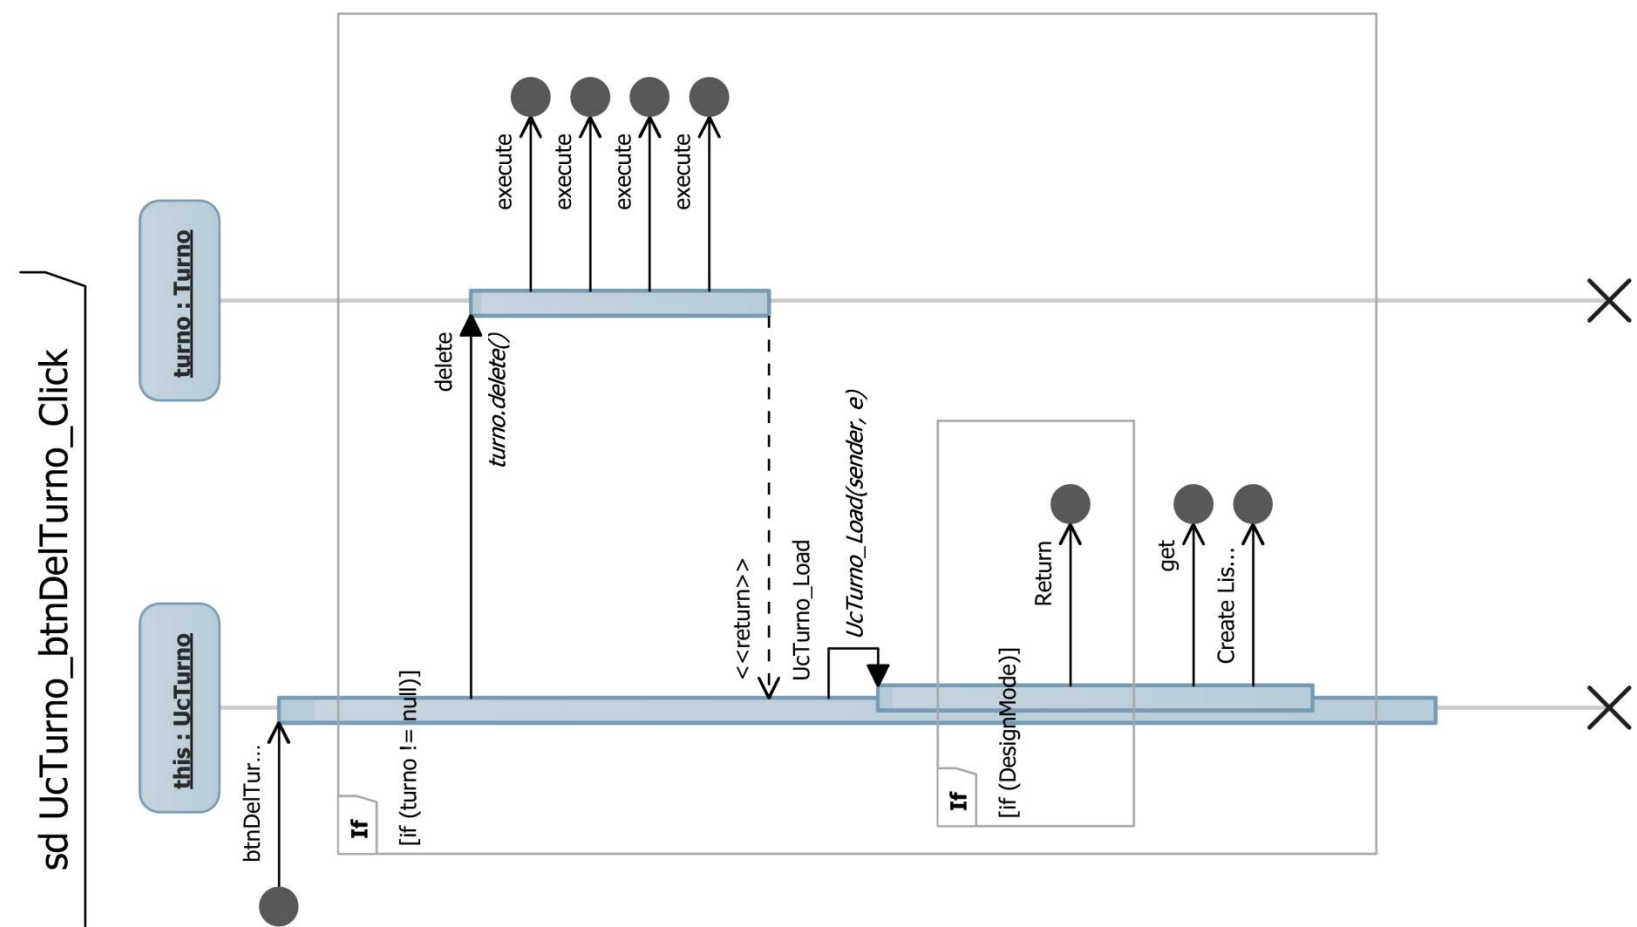 sd UcTurno_btnDelTurno_Click
this : UcTurno
turno : Turno
btnDelTur...
If
[if (turno != null)]
delete
turno.delete()
execute
execute
execute
execute
<<return>>
UcTurno_Load
UcTurno_Load(sender, e)
If
[if (DesignMode)]
Return
get
Create Lis...